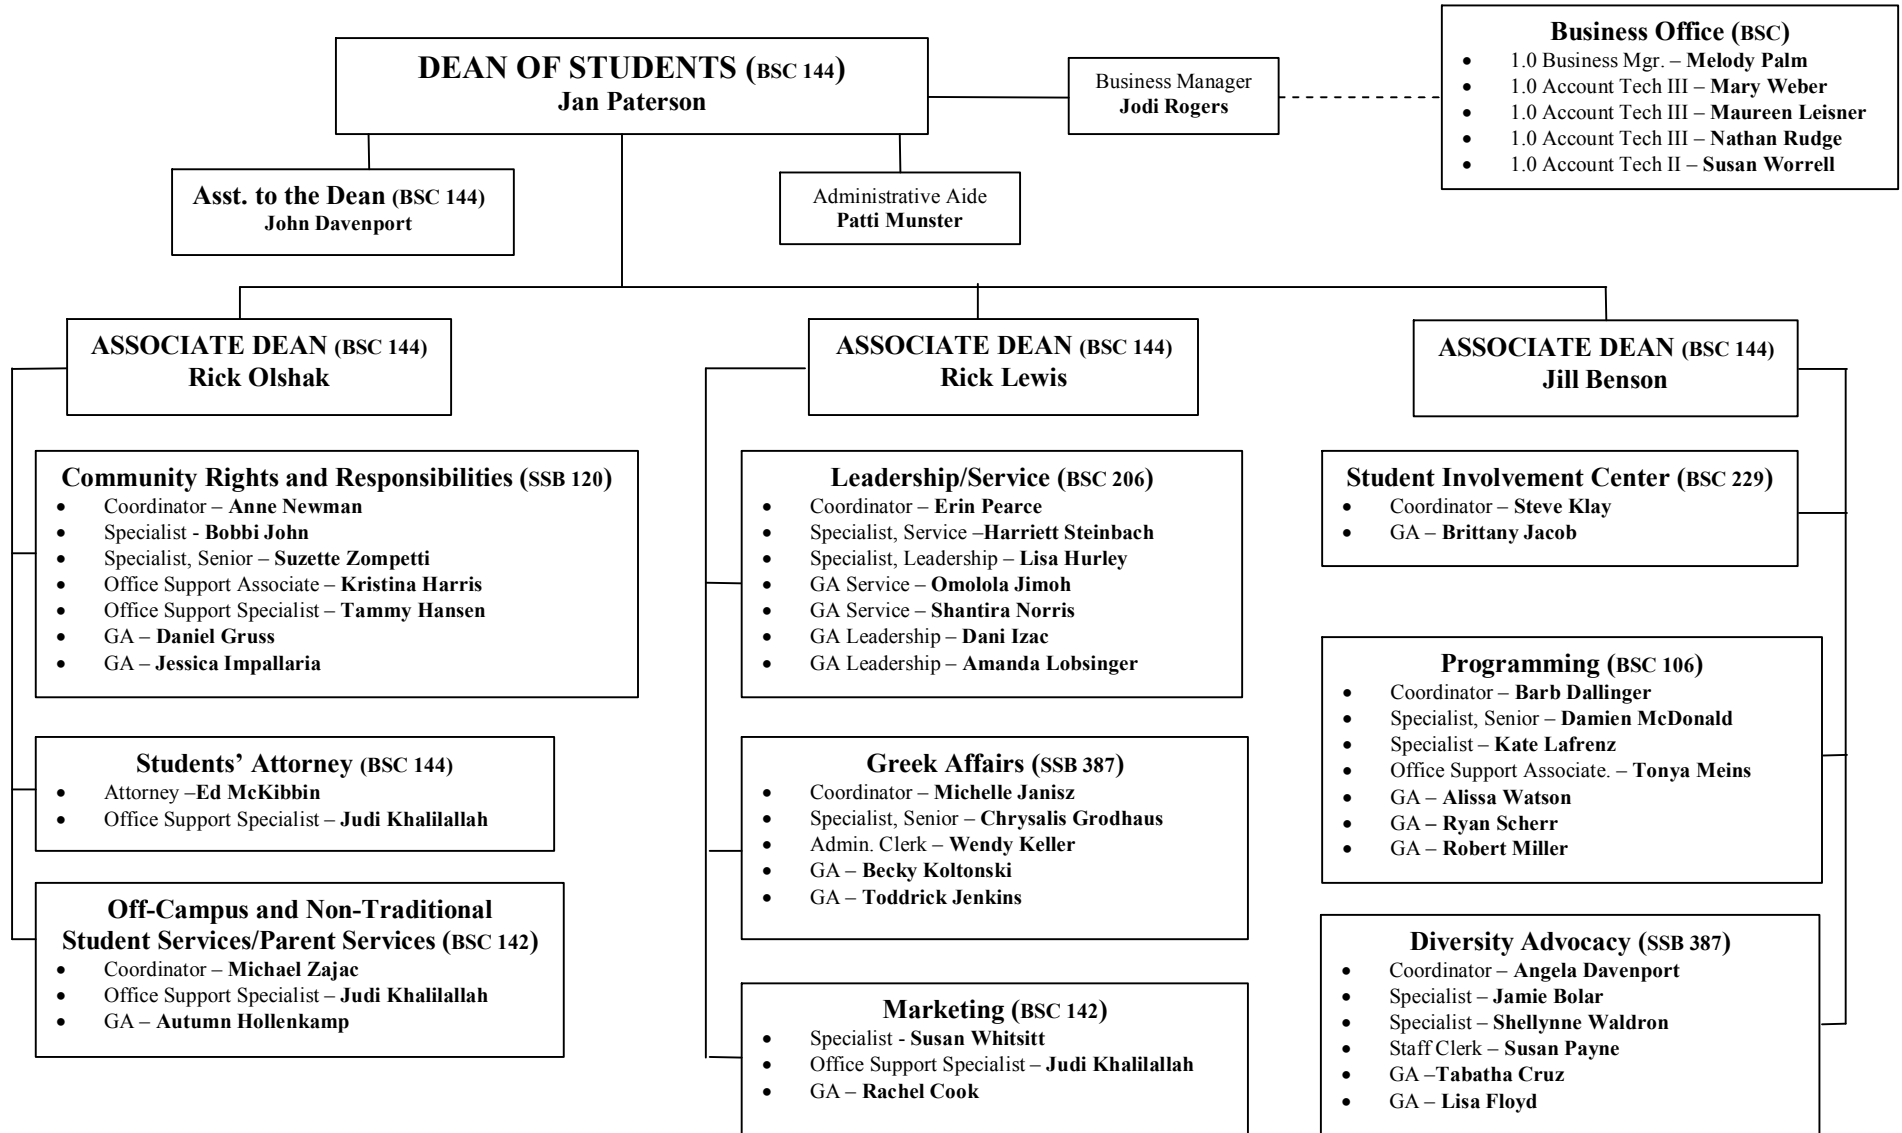 DEAN OF STUDENTS (BSC 144)
Jan Paterson
Business Manager
Jodi Rogers
Business Office (BSC)
• 1.0 Business Mgr. – Melody Palm
• 1.0 Account Tech III – Mary Weber
• 1.0 Account Tech III – Maureen Leisner
• 1.0 Account Tech III – Nathan Rudge
• 1.0 Account Tech II – Susan Worrell
Asst. to the Dean (BSC 144)
John Davenport
Administrative Aide
Patti Munster
ASSOCIATE DEAN (BSC 144)
Rick Olshak
Community Rights and Responsibilities (SSB 120)
• Coordinator – Anne Newman
• Specialist - Bobbi John
• Specialist, Senior – Suzette Zompetti
• Office Support Associate – Kristina Harris
• Office Support Specialist – Tammy Hansen
• GA – Daniel Gruss
• GA – Jessica Impallaria
Students’ Attorney (BSC 144)
• Attorney –Ed McKibbin
• Office Support Specialist – Judi Khalilallah
Off-Campus and Non-Traditional
Student Services/Parent Services (BSC 142)
• Coordinator – Michael Zajac
• Office Support Specialist – Judi Khalilallah
• GA – Autumn Hollenkamp
ASSOCIATE DEAN (BSC 144)
Rick Lewis
Leadership/Service (BSC 206)
• Coordinator – Erin Pearce
• Specialist, Service –Harriett Steinbach
• Specialist, Leadership – Lisa Hurley
• GA Service – Omolola Jimoh
• GA Service – Shantira Norris
• GA Leadership – Dani Izac
• GA Leadership – Amanda Lobsinger
Greek Affairs (SSB 387)
• Coordinator – Michelle Janisz
• Specialist, Senior – Chrysalis Grodhaus
• Admin. Clerk – Wendy Keller
• GA – Becky Koltonski
• GA – Toddrick Jenkins
Marketing (BSC 142)
• Specialist - Susan Whitsitt
• Office Support Specialist – Judi Khalilallah
• GA – Rachel Cook
ASSOCIATE DEAN (BSC 144)
Jill Benson
Student Involvement Center (BSC 229)
• Coordinator – Steve Klay
• GA – Brittany Jacob
Programming (BSC 106)
• Coordinator – Barb Dallinger
• Specialist, Senior – Damien McDonald
• Specialist – Kate Lafrenz
• Office Support Associate. – Tonya Meins
• GA – Alissa Watson
• GA – Ryan Scherr
• GA – Robert Miller
Diversity Advocacy (SSB 387)
• Coordinator – Angela Davenport
• Specialist – Jamie Bolar
• Specialist – Shellynne Waldron
• Staff Clerk – Susan Payne
• GA –Tabatha Cruz
• GA – Lisa Floyd